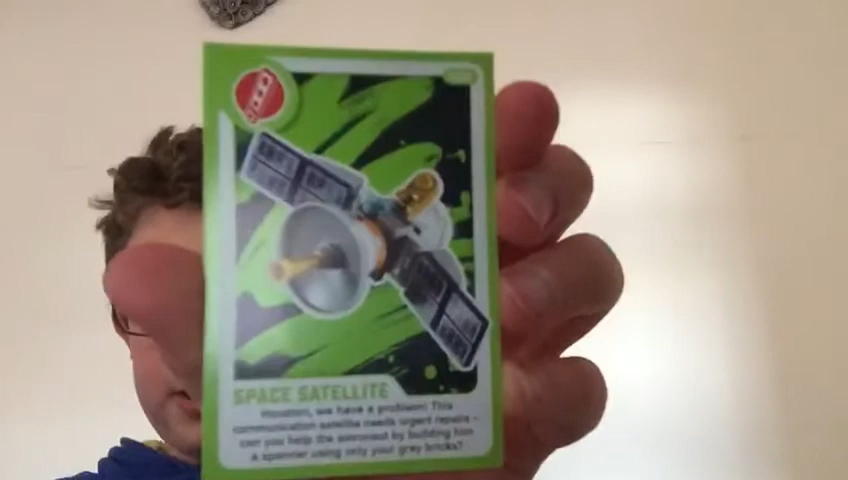 SPACE SATELLITE
Houston, we have a problem! This
communication satellite needs urgent repairs –
can you help the astronaut by building him
a spanner using only your grey bricks?